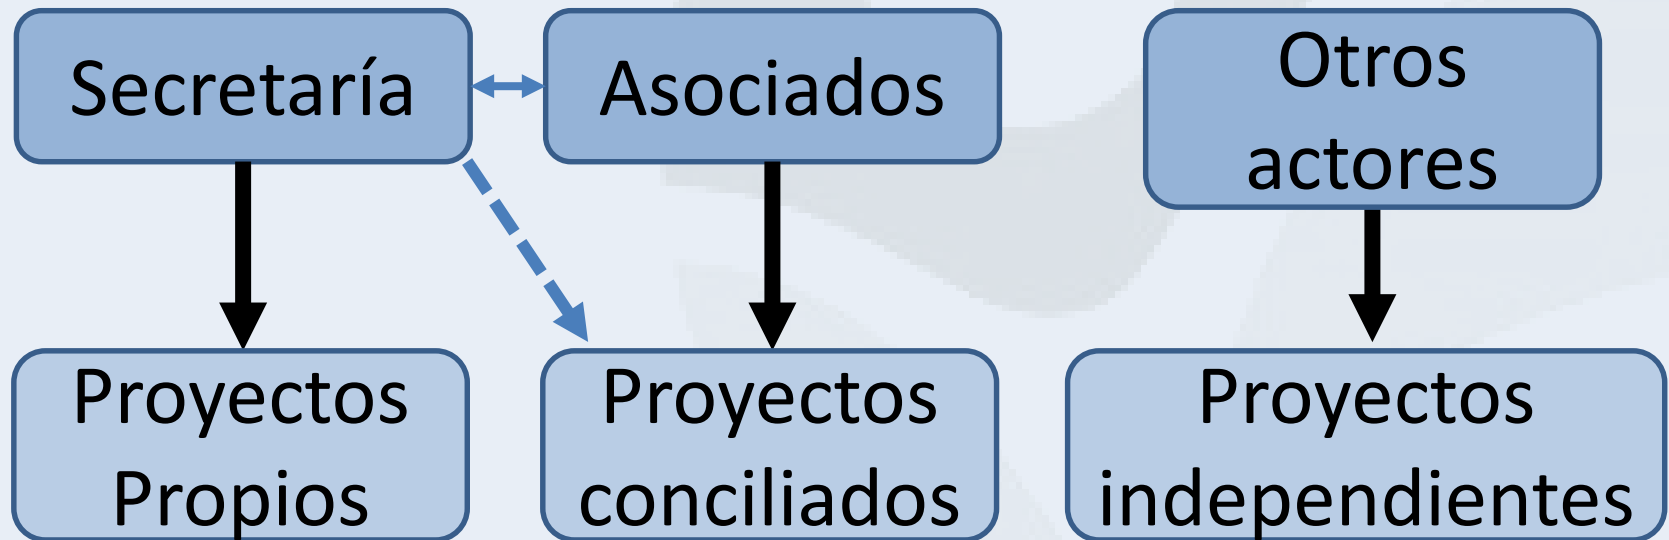 Secretaría
Asociados
Otros
actores
Proyectos
Propios
Proyectos
conciliados
Proyectos
independientes